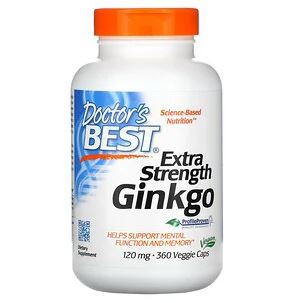 Doctor's
BEST®
Science-Based
Nutrition™
Extra
Strength
Ginkgo
ProfileProven
HELPS SUPPORT MENTAL
FUNCTION AND MEMORY*
Dietary
Supplement
Vegan
120 mg • 360 Veggie Caps